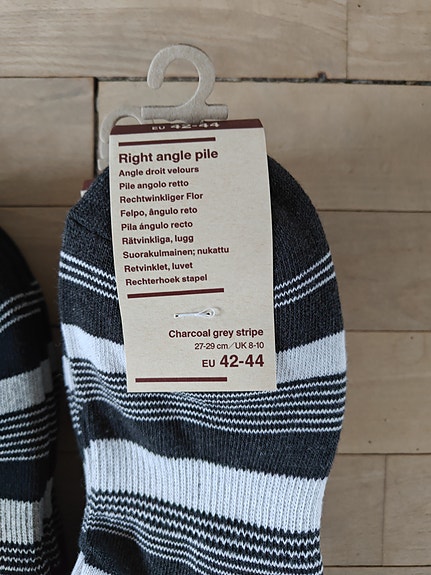 EU 42-44
Right angle pile
Angle droit velours
Pile angolo retto
Rechtwinkliger Flor
Felpo, ângulo reto
Pila ángulo recto
Rätvinkliga, lugg
Suorakulmainen; nukattu
Retvinklet, luvet
Rechterhoek stapel
Charcoal grey stripe
27-29 cm/UK 8-10
EU 42-44